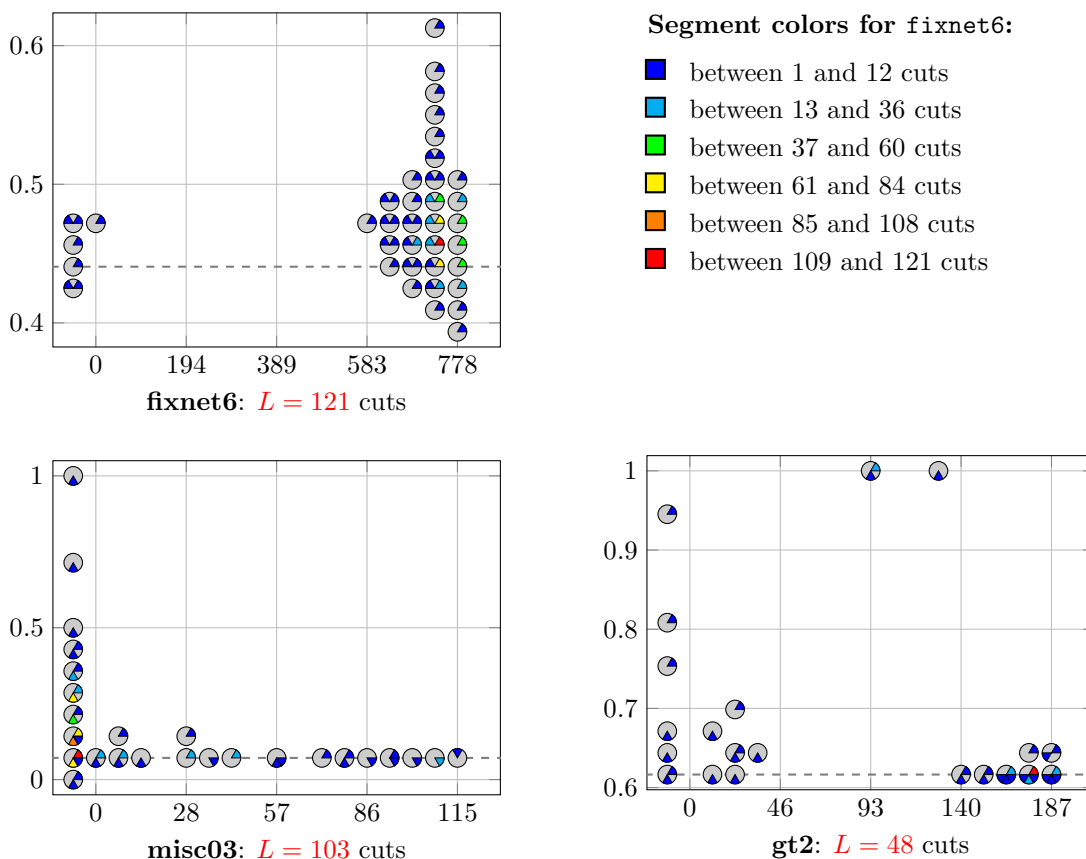 0.6
0.5
0.4
0 194 389 583 778
fixnet6: L = 121 cuts
Segment colors for fixnet6:
between 1 and 12 cuts
between 13 and 36 cuts
between 37 and 60 cuts
between 61 and 84 cuts
between 85 and 108 cuts
between 109 and 121 cuts
1
0.5
0
0 28 57 86 115
misc03: L = 103 cuts
1
0.9
0.8
0.7
0.6
0 46 93 140 187
gt2: L = 48 cuts